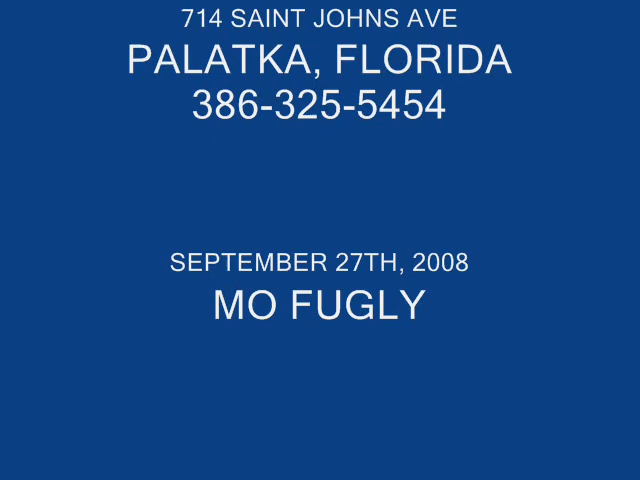 714 SAINT JOHNS AVE
PALATKA, FLORIDA
386-325-5454
SEPTEMBER 27TH, 2008
MO FUGLY